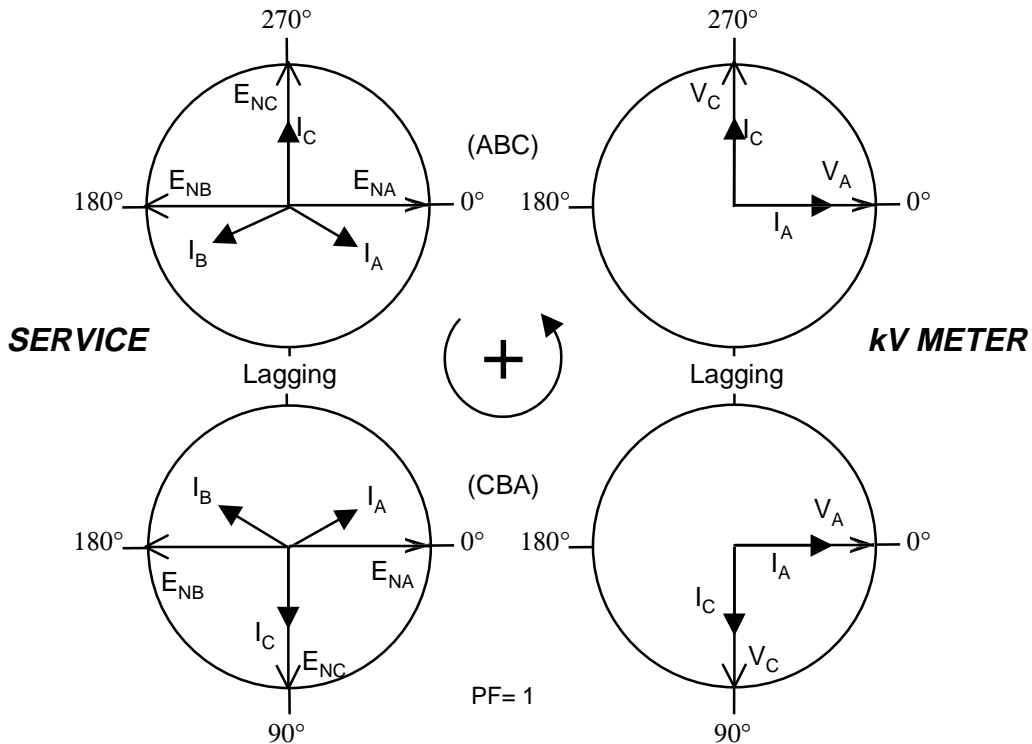 270°
270°
E_NC
V_C
I_C
I_C
(ABC)
E_NB
E_NA
V_A
180°
0°
180°
0°
I_B
I_A
I_A
SERVICE
+
kV METER
Lagging
Lagging
I_B
I_A
(CBA)
V_A
180°
0°
180°
0°
E_NB
E_NA
I_A
I_C
I_C
E_NC
V_C
PF= 1
90°
90°